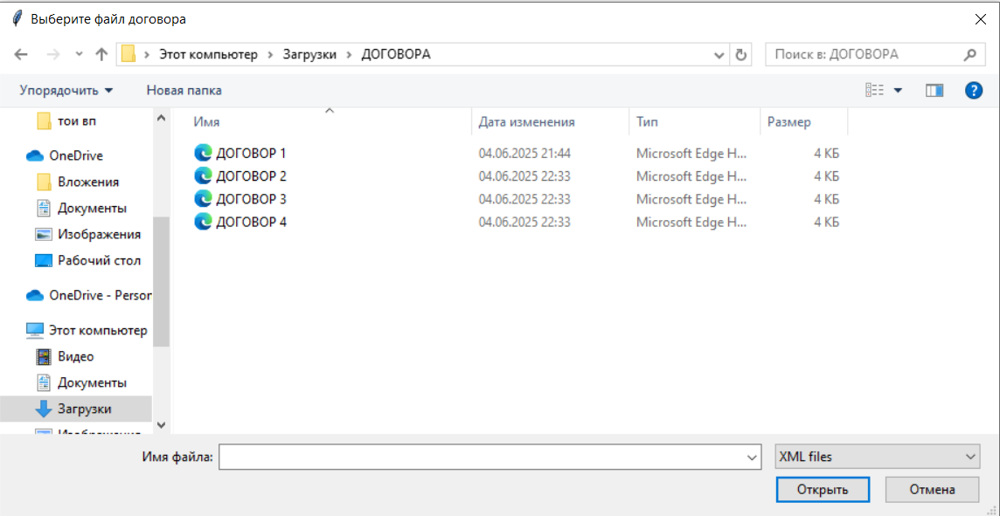 Выберите файл договора
Этот компьютер › Загрузки › ДОГОВОРА
Поиск в: ДОГОВОРА
Упорядочить
Новая папка
Имя Дата изменения Тип Размер
ДОГОВОР 1 04.06.2025 21:44 Microsoft Edge H... 4 КБ
ДОГОВОР 2 04.06.2025 22:33 Microsoft Edge H... 4 КБ
ДОГОВОР 3 04.06.2025 22:33 Microsoft Edge H... 4 КБ
ДОГОВОР 4 04.06.2025 22:33 Microsoft Edge H... 4 КБ
тои вп
OneDrive
Вложения
Документы
Изображения
Рабочий стол
OneDrive - Person
Этот компьютер
Видео
Документы
Загрузки
Изображения
Имя файла:
XML files
Открыть
Отмена